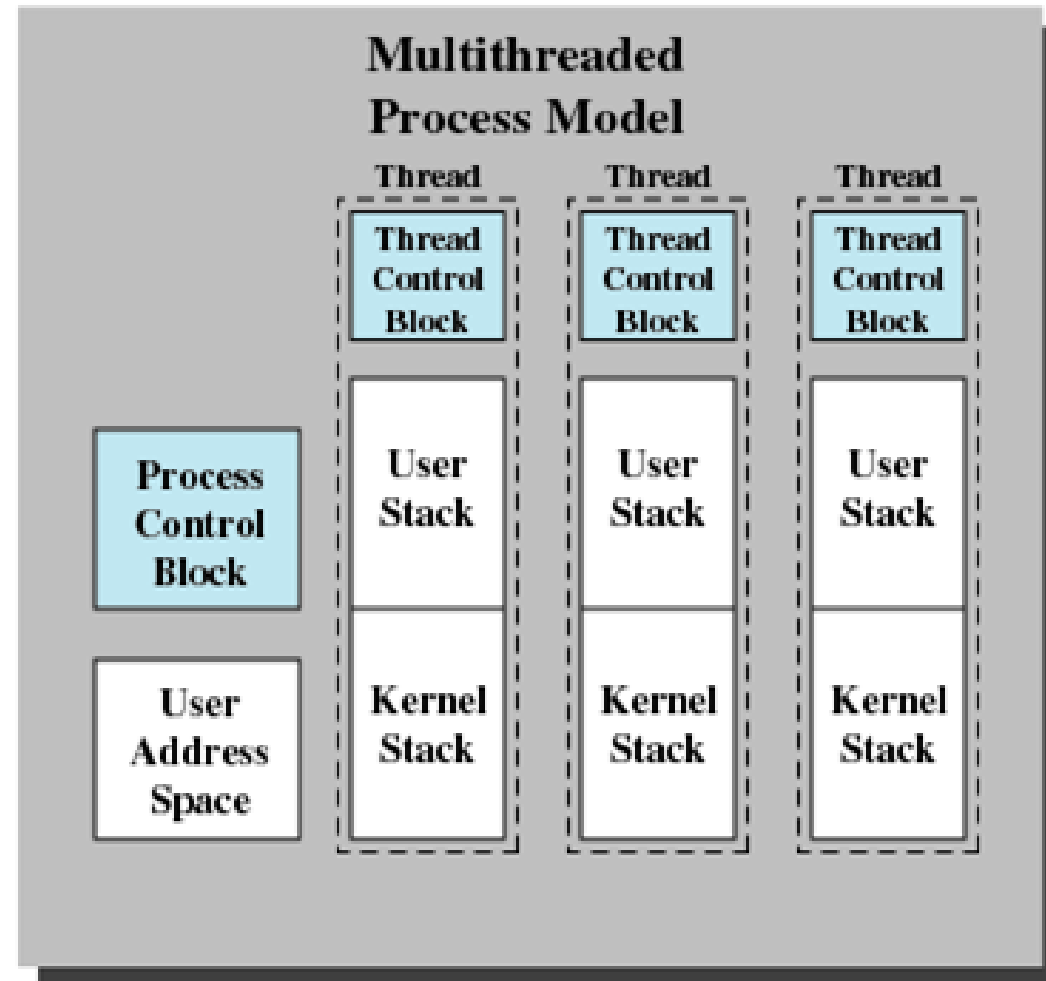 Multithreaded
Process Model
Thread
Thread
Control
Block
User
Stack
Kernel
Stack
Thread
Thread
Control
Block
User
Stack
Kernel
Stack
Thread
Thread
Control
Block
User
Stack
Kernel
Stack
Process
Control
Block
User
Address
Space